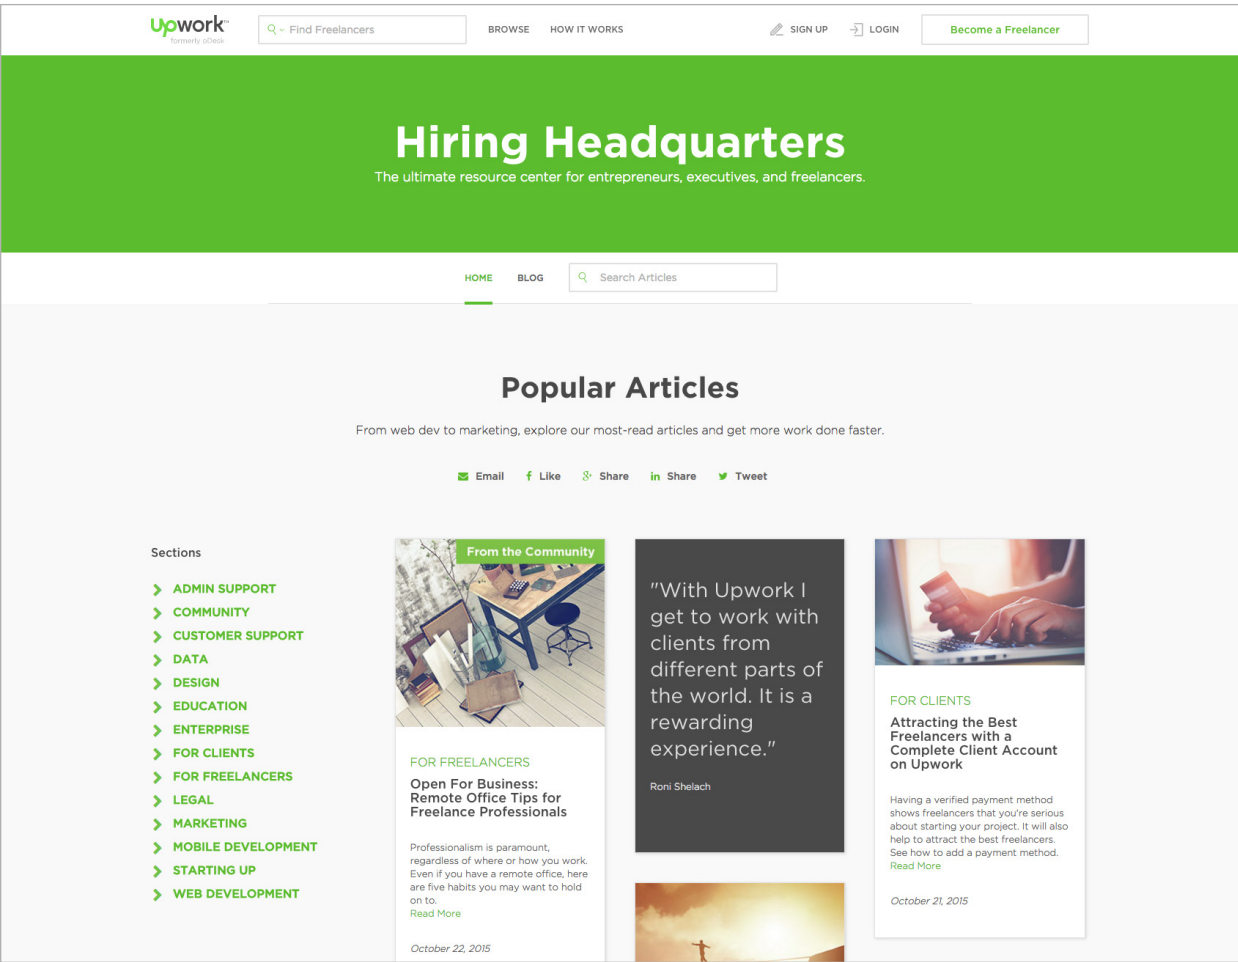 upwork™
formerly oDesk
Find Freelancers
BROWSE
HOW IT WORKS
SIGN UP
LOGIN
Become a Freelancer
Hiring Headquarters
The ultimate resource center for entrepreneurs, executives, and freelancers.
HOME
BLOG
Search Articles
Popular Articles
From web dev to marketing, explore our most-read articles and get more work done faster.
Email
Like
Share
Share
Tweet
Sections
ADMIN SUPPORT
COMMUNITY
CUSTOMER SUPPORT
DATA
DESIGN
EDUCATION
ENTERPRISE
FOR CLIENTS
FOR FREELANCERS
LEGAL
MARKETING
MOBILE DEVELOPMENT
STARTING UP
WEB DEVELOPMENT
From the Community
FOR FREELANCERS
Open For Business:
Remote Office Tips for
Freelance Professionals
Professionalism is paramount,
regardless of where or how you work.
Even if you have a remote office, here
are five habits you may want to hold
on to.
Read More
October 22, 2015
"With Upwork I
get to work with
clients from
different parts of
the world. It is a
rewarding
experience."
Roni Shelach
FOR CLIENTS
Attracting the Best
Freelancers with a
Complete Client Account
on Upwork
Having a verified payment method
shows freelancers that you're serious
about starting your project. It will also
help to attract the best freelancers.
See how to add a payment method.
Read More
October 21, 2015